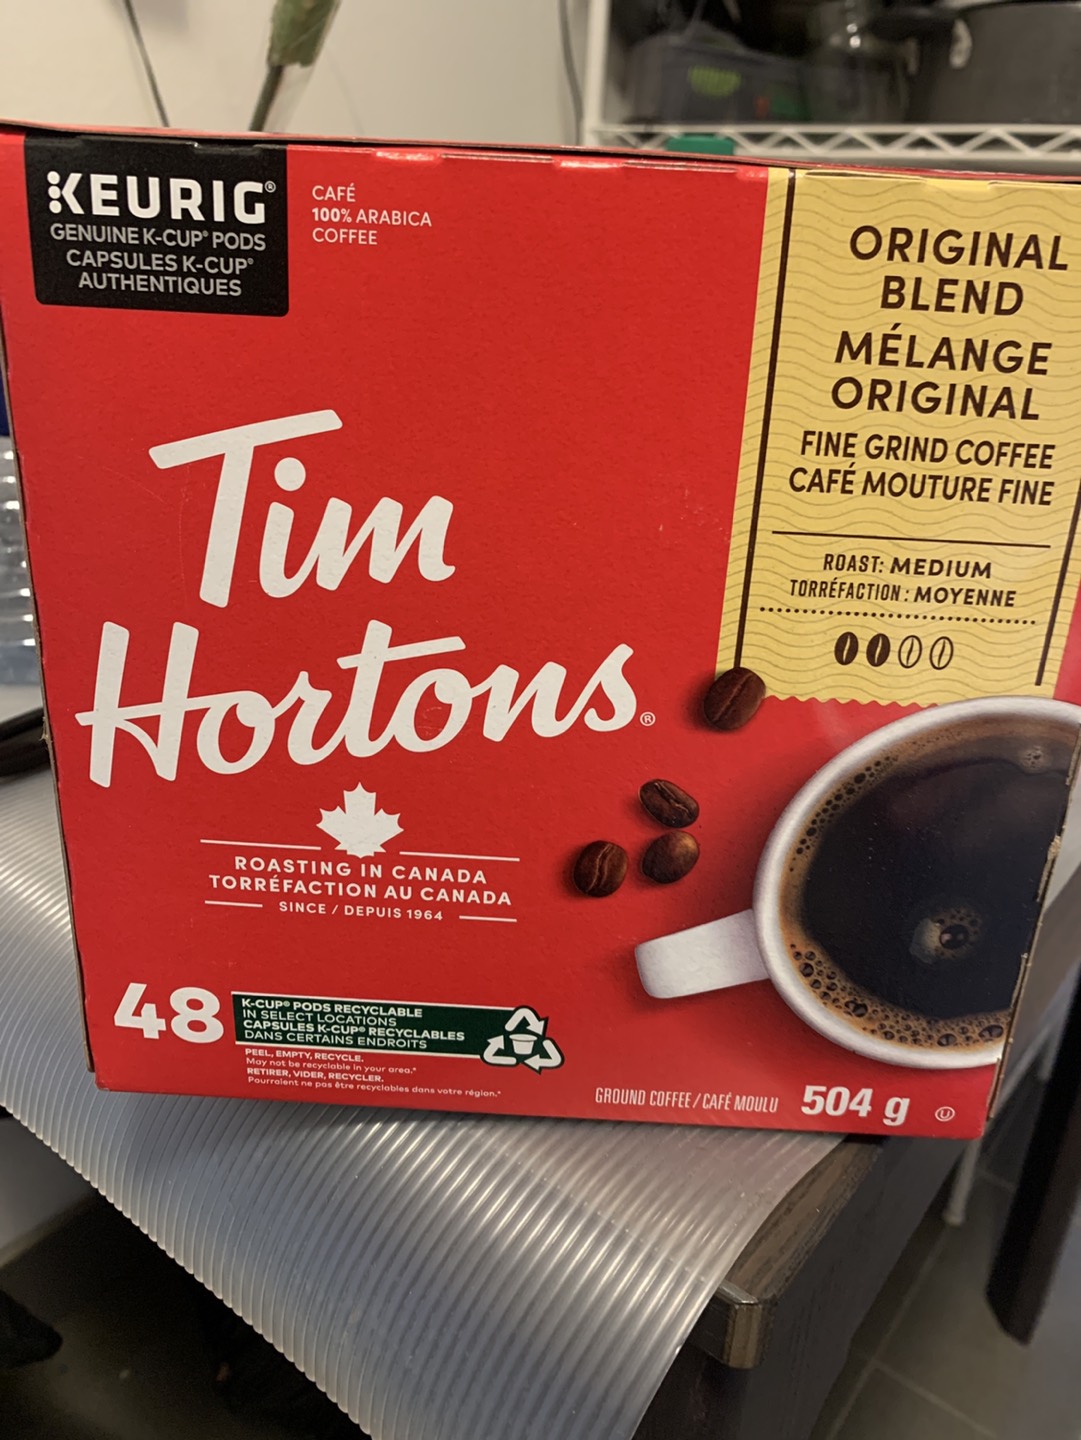 KEURIG®
GENUINE K-CUP® PODS
CAPSULES K-CUP®
AUTHENTIQUES
CAFÉ
100% ARABICA
COFFEE
ORIGINAL
BLEND
MÉLANGE
ORIGINAL
FINE GRIND COFFEE
CAFÉ MOUTURE FINE
ROAST: MEDIUM
TORRÉFACTION : MOYENNE
Tim
Hortons®
ROASTING IN CANADA
TORRÉFACTION AU CANADA
SINCE / DEPUIS 1964
48
K-CUP® PODS RECYCLABLE
IN SELECT LOCATIONS
CAPSULES K-CUP® RECYCLABLES
DANS CERTAINS ENDROITS
PEEL, EMPTY, RECYCLE.
May not be recyclable in your area.*
RETIRER, VIDER, RECYCLER.
Pourraient ne pas être recyclables dans votre région.*
GROUND COFFEE / CAFÉ MOULU 504 g U